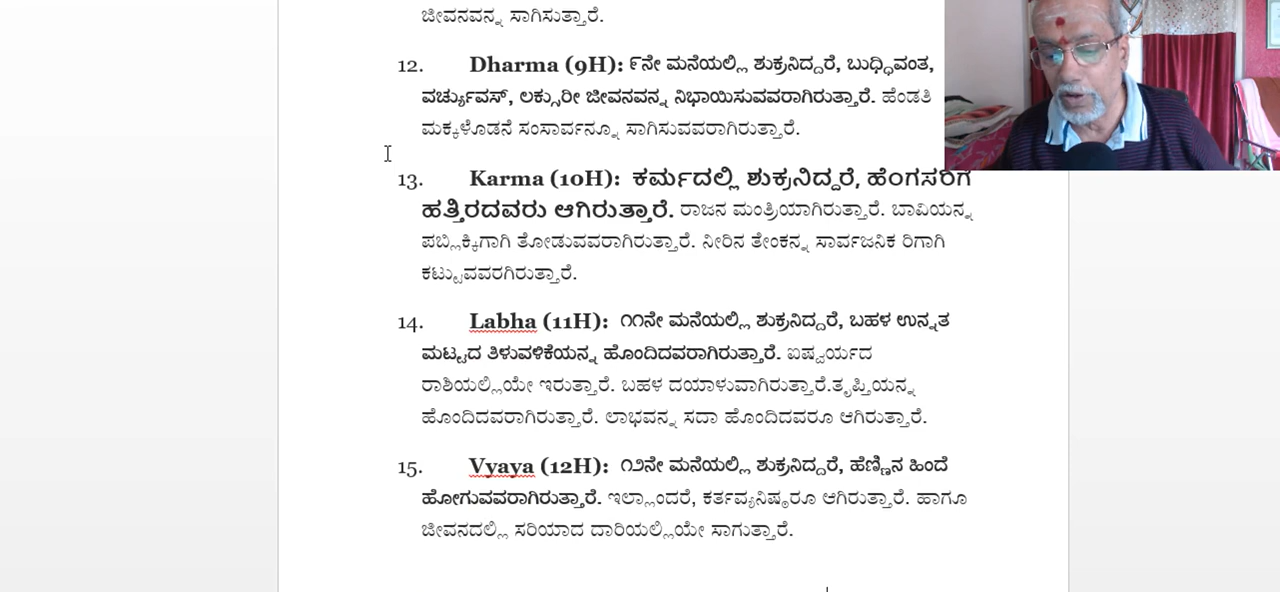 ಜೀವನವನ್ನ ಸಾಗಿಸುತ್ತಾರೆ.
12. Dharma (9H): ೯ನೇ ಮನೆಯಲ್ಲಿ ಶುಕ್ರನಿದ್ದರೆ, ಬುಧ್ಧಿವಂತ,
ವರ್ಚ್ಯುವಸ್, ಲಕ್ಸುರೀ ಜೀವನವನ್ನ ನಿಭಾಯಿಸುವವರಾಗಿರುತ್ತಾರೆ. ಹೆಂಡತಿ
ಮಕ್ಕಳೊಡನೆ ಸಂಸಾರ್ವನ್ನೂ ಸಾಗಿಸುವವರಾಗಿರುತ್ತಾರೆ.
13. Karma (10H): ಕರ್ಮದಲ್ಲಿ ಶುಕ್ರನಿದ್ದರೆ, ಹೆಂಗಸರಿಗೆ
ಹತ್ತಿರದವರು ಆಗಿರುತ್ತಾರೆ. ರಾಜನ ಮಂತ್ರಿಯಾಗಿರುತ್ತಾರೆ. ಬಾವಿಯನ್ನ
ಪಬ್ಲಿಕ್ಕಿಗಾಗಿ ತೋಡುವವರಾಗಿರುತ್ತಾರೆ. ನೀರಿನ ತೇಂಕನ್ನ ಸಾರ್ವಜನಿಕ ರಿಗಾಗಿ
ಕಟ್ಟುವವರಗಿರುತ್ತಾರೆ.
14. Labha (11H): ೧೧ನೇ ಮನೆಯಲ್ಲಿ ಶುಕ್ರನಿದ್ದರೆ, ಬಹಳ ಉನ್ನತ
ಮಟ್ಟದ ತಿಳುವಳಿಕೆಯನ್ನ ಹೊಂದಿದವರಾಗಿರುತ್ತಾರೆ. ಐಷ್ವರ್ಯದ
ರಾಶಿಯಲ್ಲಿಯೇ ಇರುತ್ತಾರೆ. ಬಹಳ ದಯಾಳುವಾಗಿರುತ್ತಾರೆ.ತೃಪ್ತಿಯನ್ನ
ಹೊಂದಿದವರಾಗಿರುತ್ತಾರೆ. ಲಾಭವನ್ನ ಸದಾ ಹೊಂದಿದವರೂ ಆಗಿರುತ್ತಾರೆ.
15. Vyaya (12H): ೧೨ನೇ ಮನೆಯಲ್ಲಿ ಶುಕ್ರನಿದ್ದರೆ, ಹೆಣ್ಣಿನ ಹಿಂದೆ
ಹೋಗುವವರಾಗಿರುತ್ತಾರೆ. ಇಲ್ಲಾಂದರೆ, ಕರ್ತವ್ಯನಿಷ್ಠರೂ ಆಗಿರುತ್ತಾರೆ. ಹಾಗೂ
ಜೀವನದಲ್ಲಿ ಸರಿಯಾದ ದಾರಿಯಲ್ಲಿಯೇ ಸಾಗುತ್ತಾರೆ.